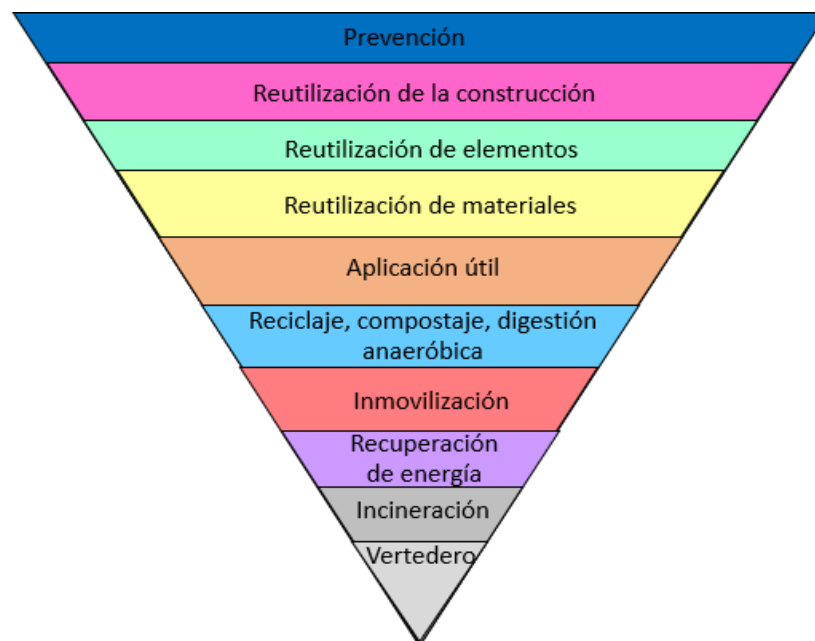 Prevención
Reutilización de la construcción
Reutilización de elementos
Reutilización de materiales
Aplicación útil
Reciclaje, compostaje, digestión
anaeróbica
Inmovilización
Recuperación
de energía
Incineración
Vertedero